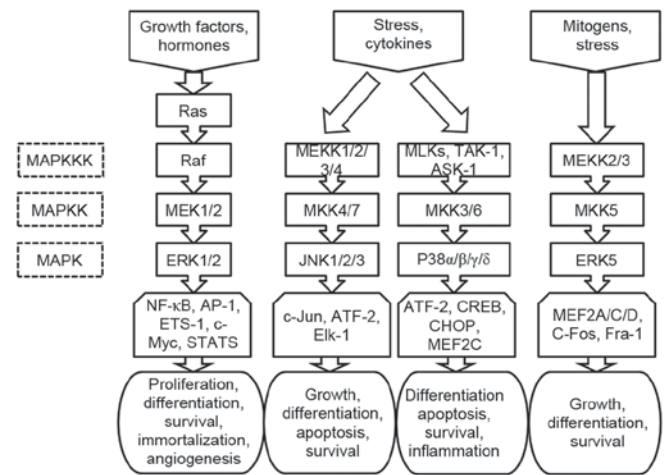 Growth factors,
hormones
Stress,
cytokines
Mitogens,
stress
Ras
MAPKKK
Raf
MEKK1/2/
3/4
MLKs, TAK-1,
ASK-1
MEKK2/3
MAPKK
MEK1/2
MKK4/7
MKK3/6
MKK5
MAPK
ERK1/2
JNK1/2/3
P38α/β/γ/δ
ERK5
NF-κB, AP-1,
ETS-1, c-
Myc, STATS
c-Jun, ATF-2,
Elk-1
ATF-2, CREB,
CHOP,
MEF2C
MEF2A/C/D,
C-Fos, Fra-1
Proliferation,
differentiation,
survival,
immortalization,
angiogenesis
Growth,
differentiation,
apoptosis,
survival
Differentiation
apoptosis,
survival,
inflammation
Growth,
differentiation,
survival